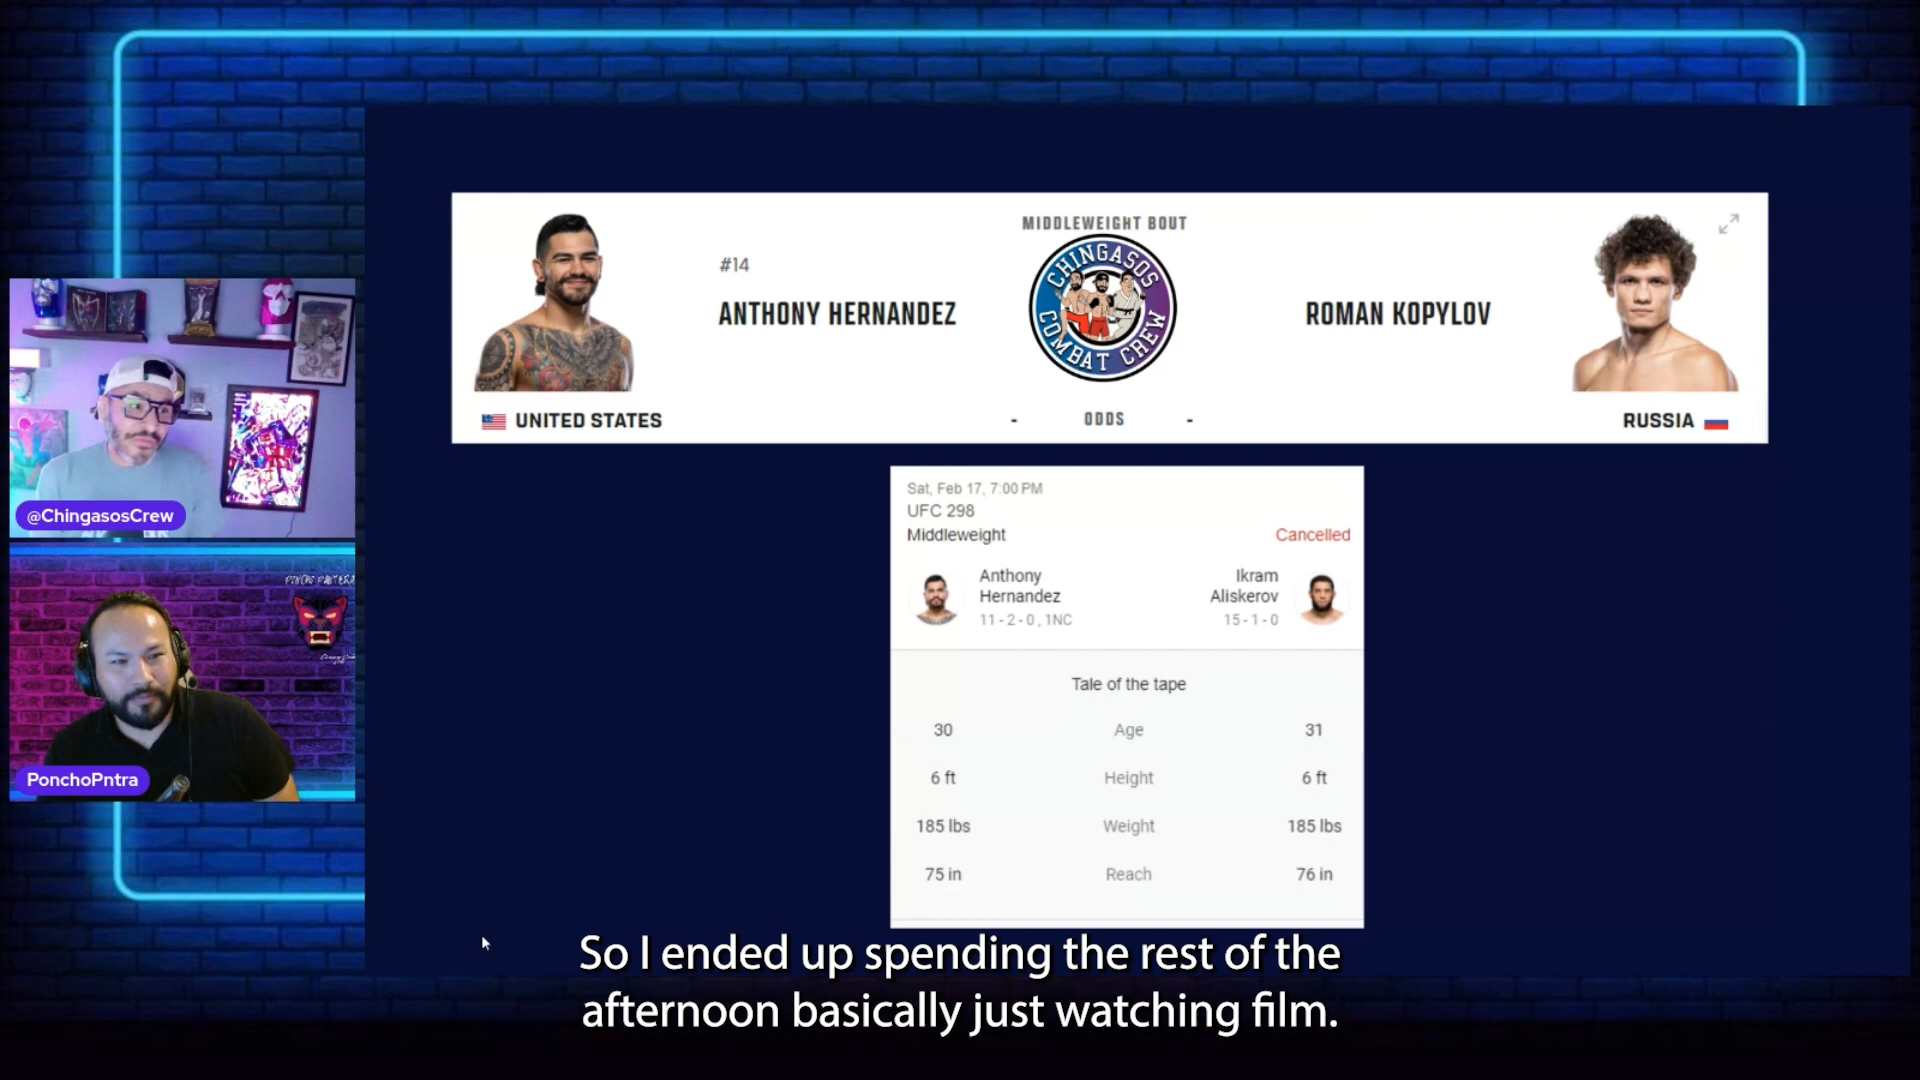 MIDDLEWEIGHT BOUT
#14
ANTHONY HERNANDEZ
CHINGASOS
COMBAT CREW
ROMAN KOPYLOV
UNITED STATES
- ODDS -
RUSSIA
Sat, Feb 17, 7:00 PM
UFC 298
Middleweight
Cancelled
Anthony
Hernandez
11 - 2 - 0 , 1NC
Ikram
Aliskerov
15 - 1 - 0
Tale of the tape
30 Age 31
6 ft Height 6 ft
185 lbs Weight 185 lbs
75 in Reach 76 in
@ChingasosCrew
PONCHO PANTERA
PonchoPntra
So I ended up spending the rest of the
afternoon basically just watching film.